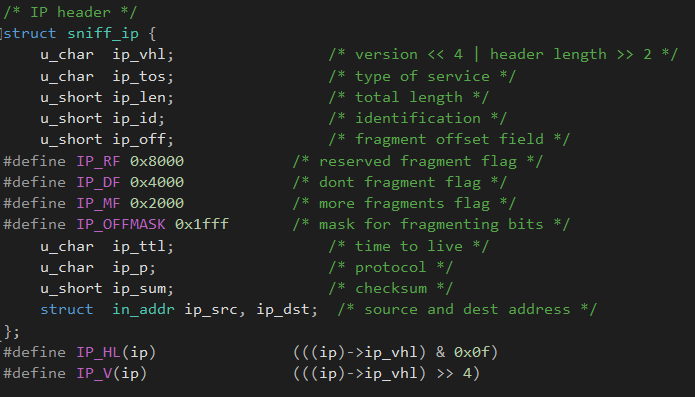 /* IP header */
struct sniff_ip {
    u_char  ip_vhl;                 /* version << 4 | header length >> 2 */
    u_char  ip_tos;                 /* type of service */
    u_short ip_len;                 /* total length */
    u_short ip_id;                  /* identification */
    u_short ip_off;                 /* fragment offset field */
#define IP_RF 0x8000            /* reserved fragment flag */
#define IP_DF 0x4000            /* dont fragment flag */
#define IP_MF 0x2000            /* more fragments flag */
#define IP_OFFMASK 0x1fff       /* mask for fragmenting bits */
    u_char  ip_ttl;                 /* time to live */
    u_char  ip_p;                   /* protocol */
    u_short ip_sum;                 /* checksum */
    struct  in_addr ip_src, ip_dst;  /* source and dest address */
};
#define IP_HL(ip)               (((ip)->ip_vhl) & 0x0f)
#define IP_V(ip)                (((ip)->ip_vhl) >> 4)